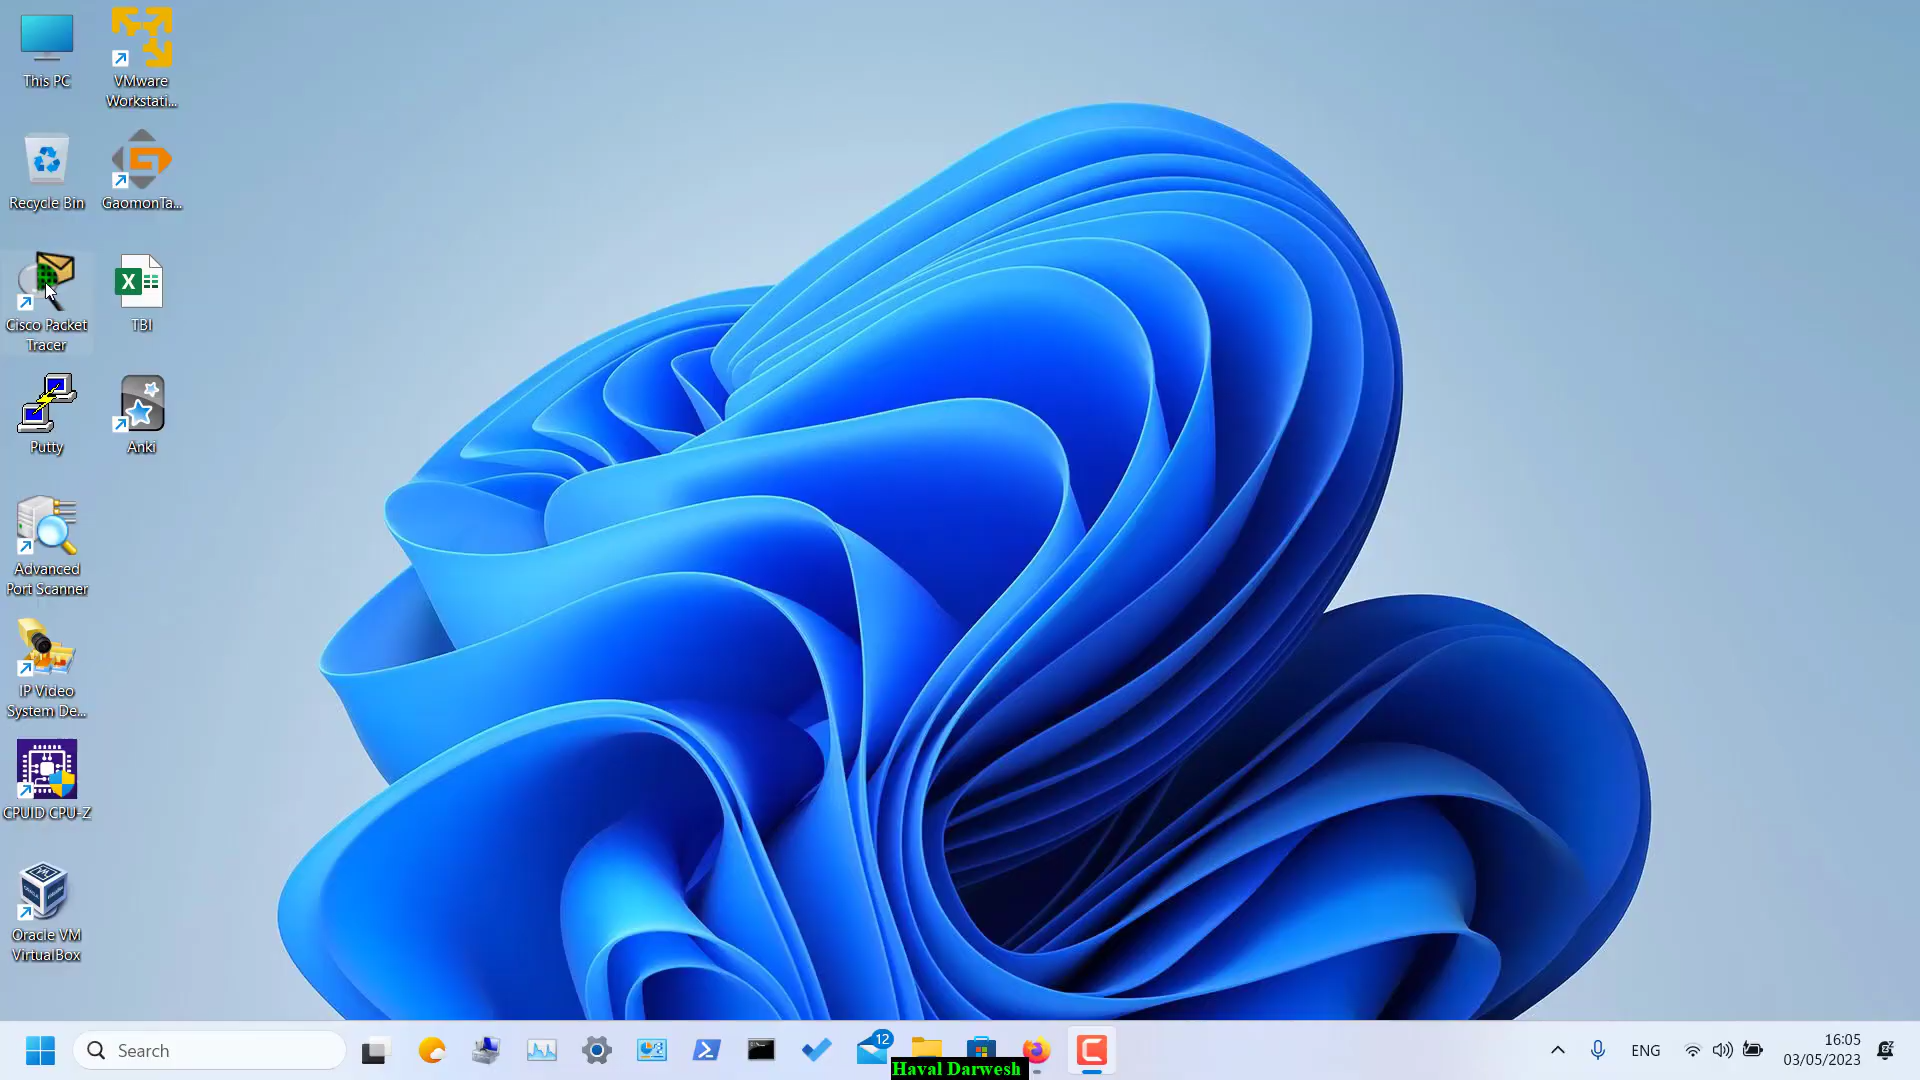 This PC
VMware
Workstati...
Recycle Bin
GaomonTa...
Cisco Packet
Tracer
TBI
Putty
Anki
Advanced
Port Scanner
IP Video
System De...
CPUID CPU-Z
Oracle VM
VirtualBox
Search
12
Haval Darwesh
ENG
16:05
03/05/2023